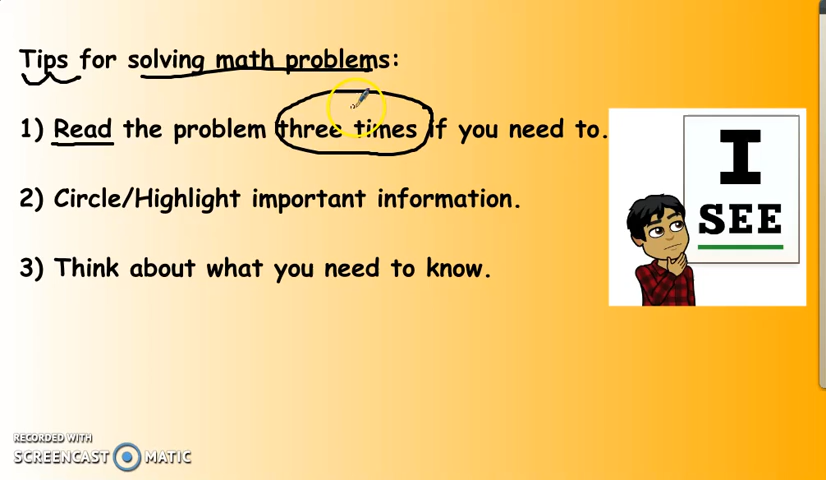 Tips for solving math problems:
1) Read the problem three times if you need to.
2) Circle/Highlight important information.
3) Think about what you need to know.
I
SEE
RECORDED WITH
SCREENCAST MATIC